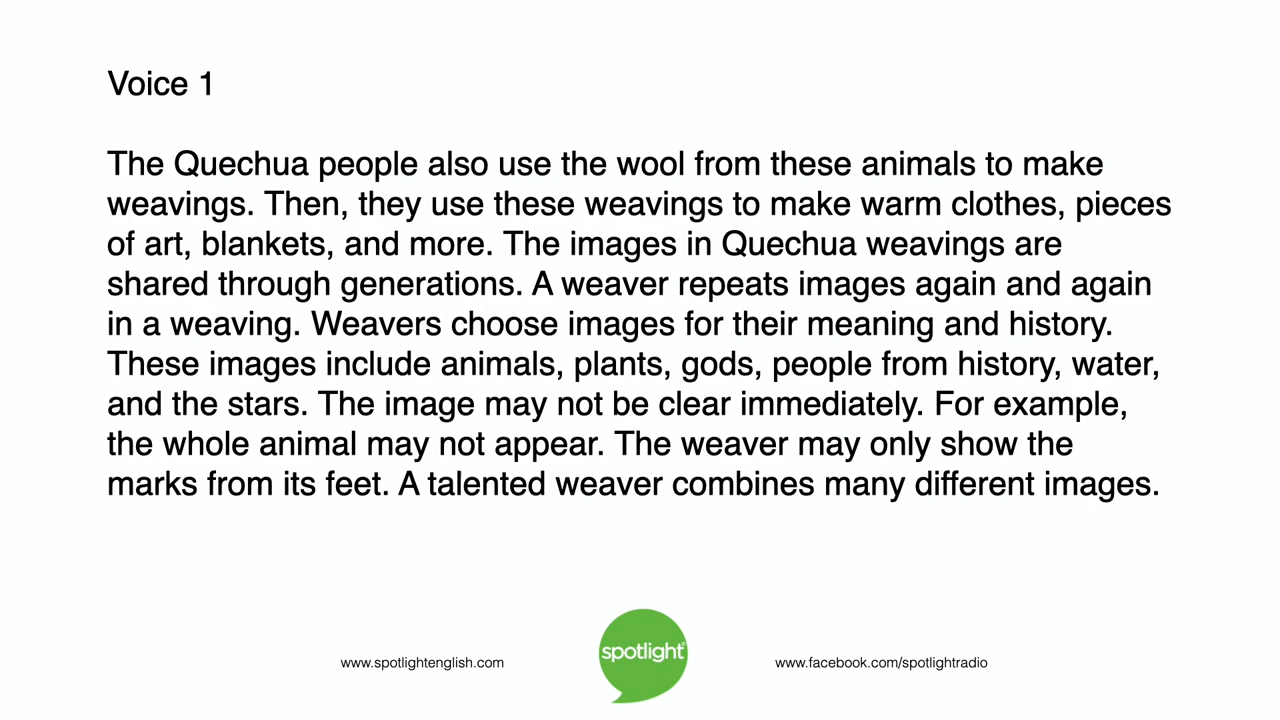 Voice 1
The Quechua people also use the wool from these animals to make
weavings. Then, they use these weavings to make warm clothes, pieces
of art, blankets, and more. The images in Quechua weavings are
shared through generations. A weaver repeats images again and again
in a weaving. Weavers choose images for their meaning and history.
These images include animals, plants, gods, people from history, water,
and the stars. The image may not be clear immediately. For example,
the whole animal may not appear. The weaver may only show the
marks from its feet. A talented weaver combines many different images.
www.spotlightenglish.com
spotlight®
www.facebook.com/spotlightradio